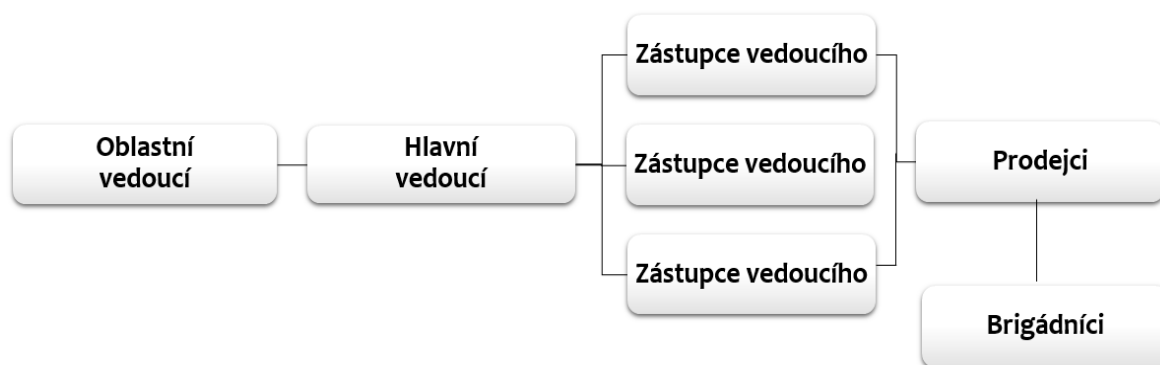 Oblastní
vedoucí
Hlavní
vedoucí
Zástupce vedoucího
Zástupce vedoucího
Zástupce vedoucího
Prodejci
Brigádníci